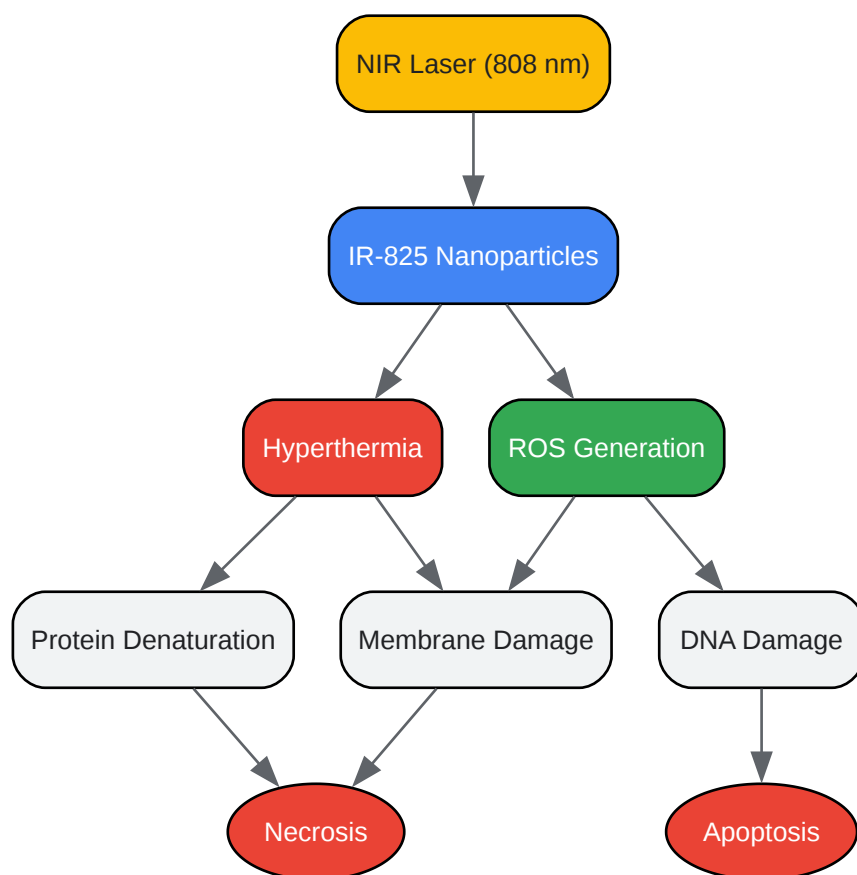 NIR Laser (808 nm)
IR-825 Nanoparticles
Hyperthermia
ROS Generation
Protein Denaturation
Membrane Damage
DNA Damage
Necrosis
Apoptosis